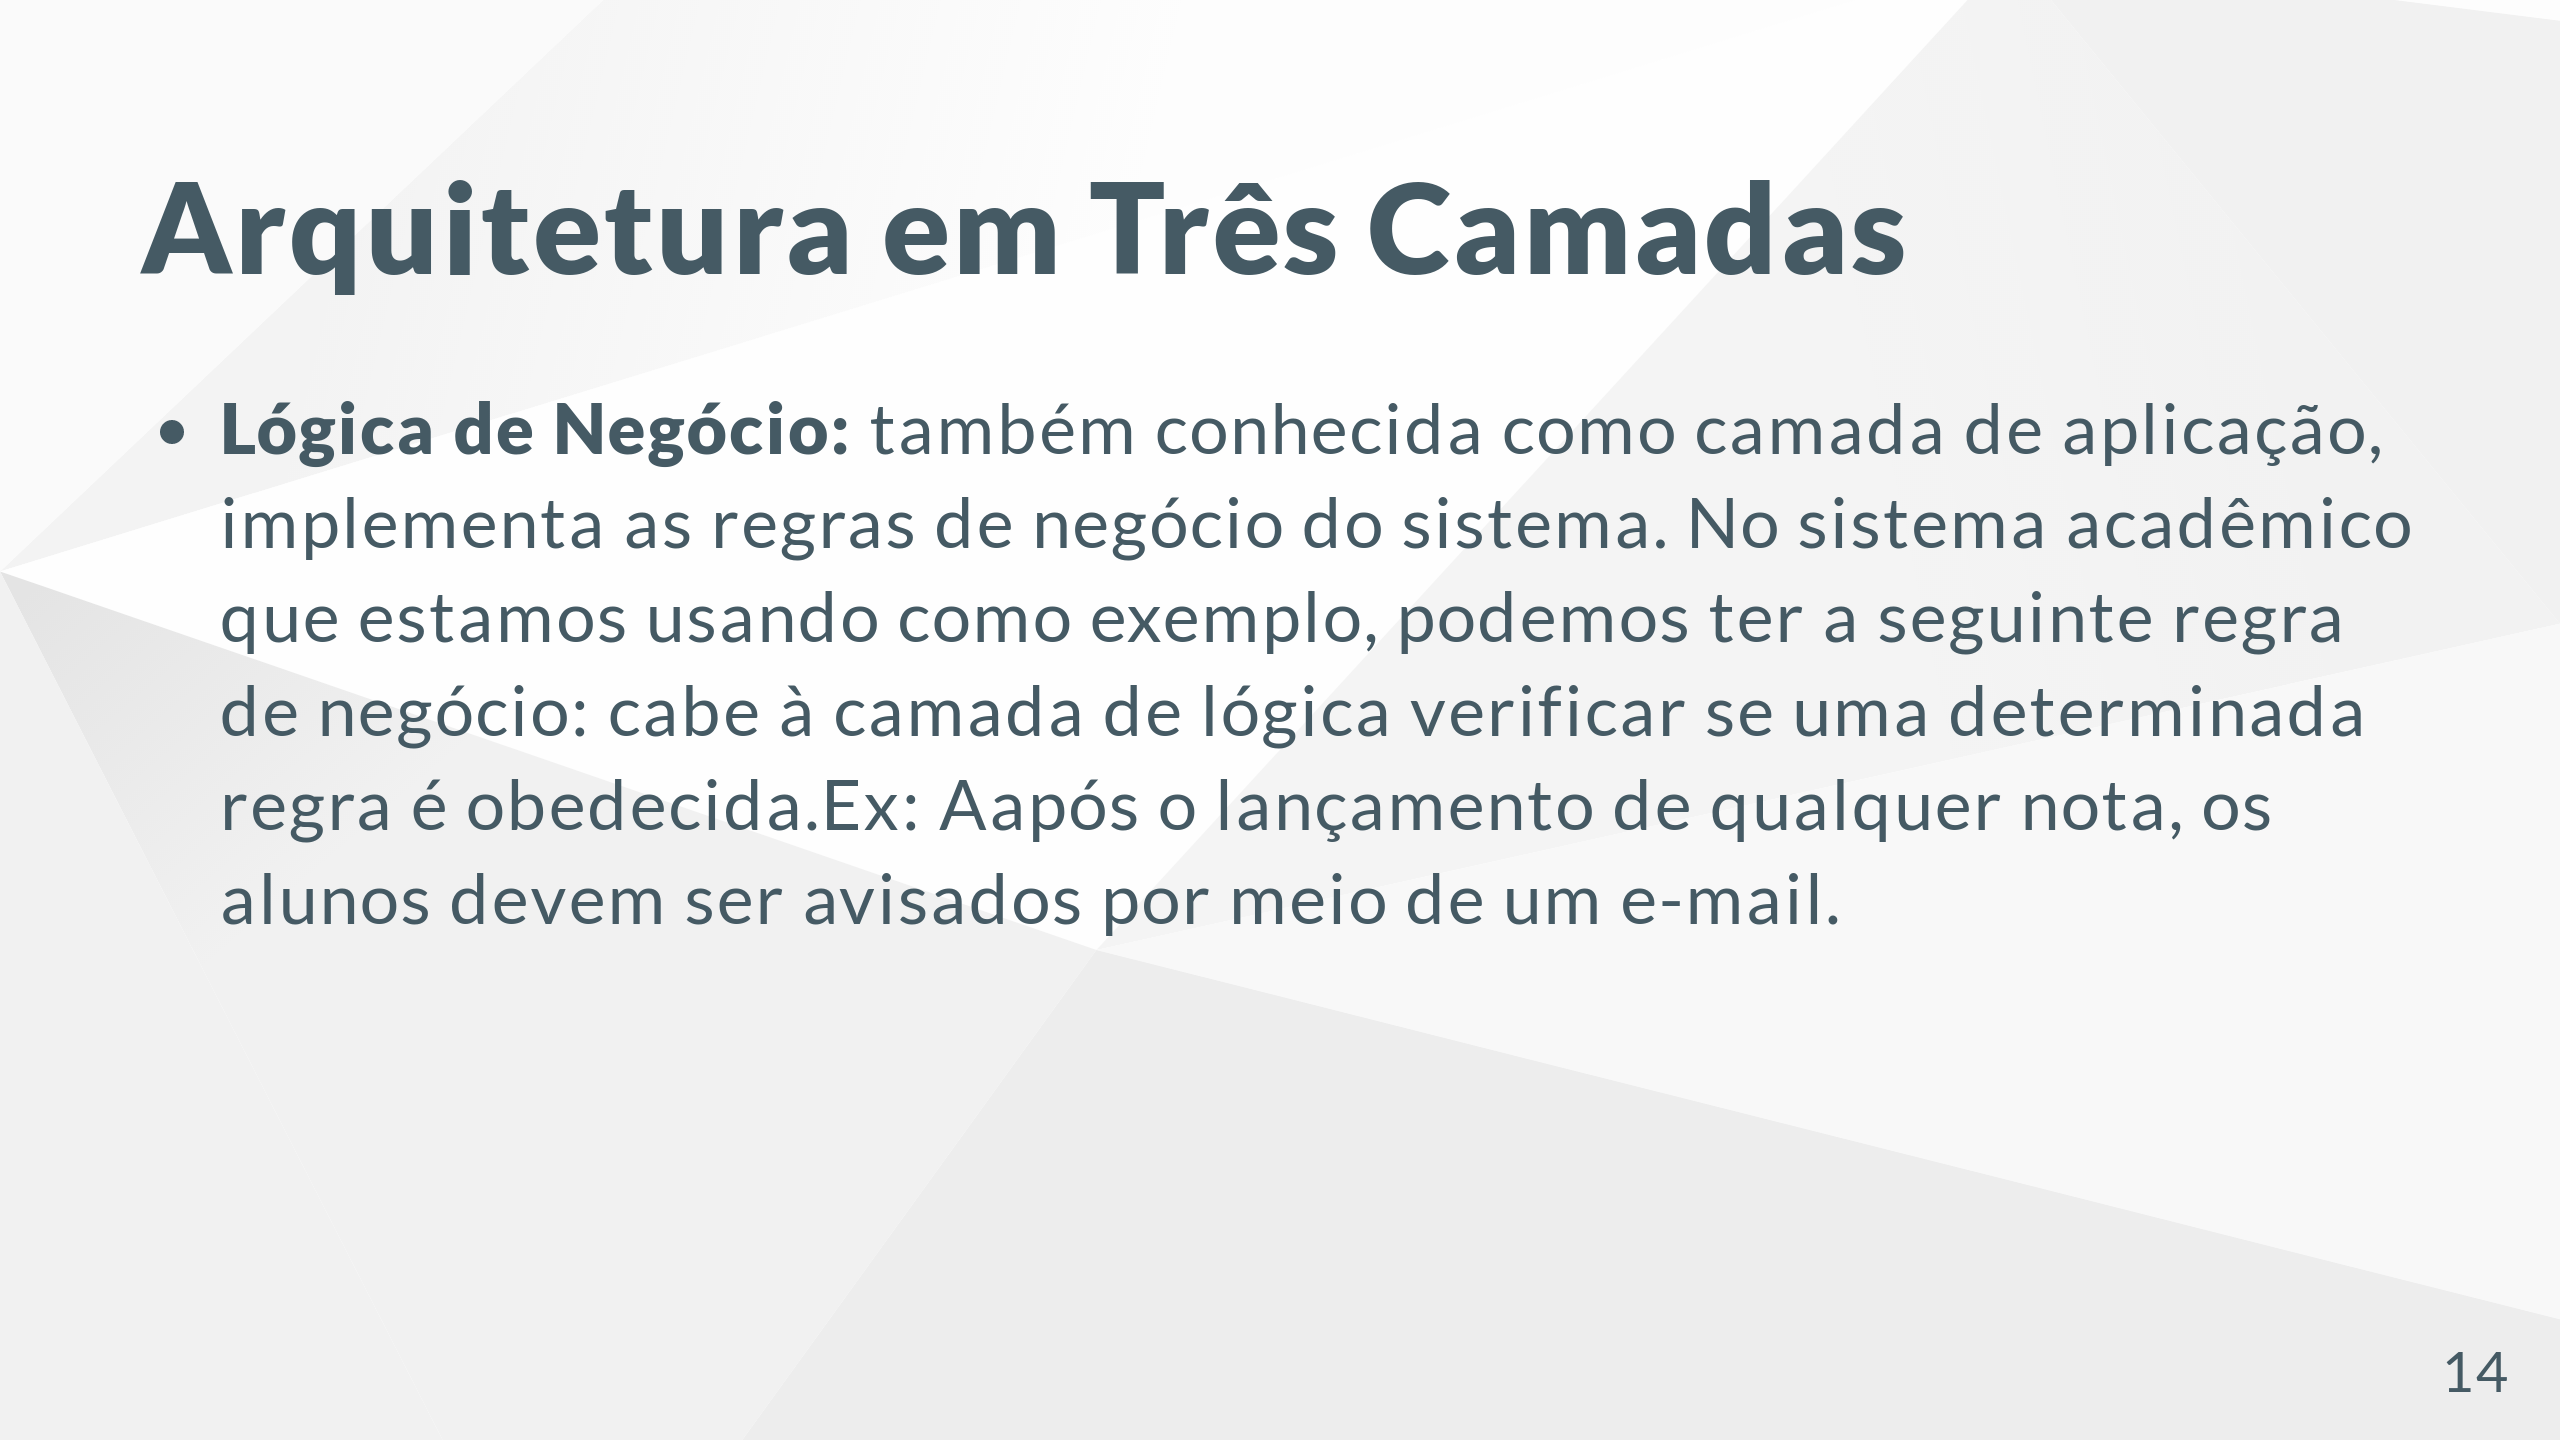 Arquitetura em Três Camadas
• Lógica de Negócio: também conhecida como camada de aplicação,
implementa as regras de negócio do sistema. No sistema acadêmico
que estamos usando como exemplo, podemos ter a seguinte regra
de negócio: cabe à camada de lógica verificar se uma determinada
regra é obedecida.Ex: Aapós o lançamento de qualquer nota, os
alunos devem ser avisados por meio de um e-mail.
14